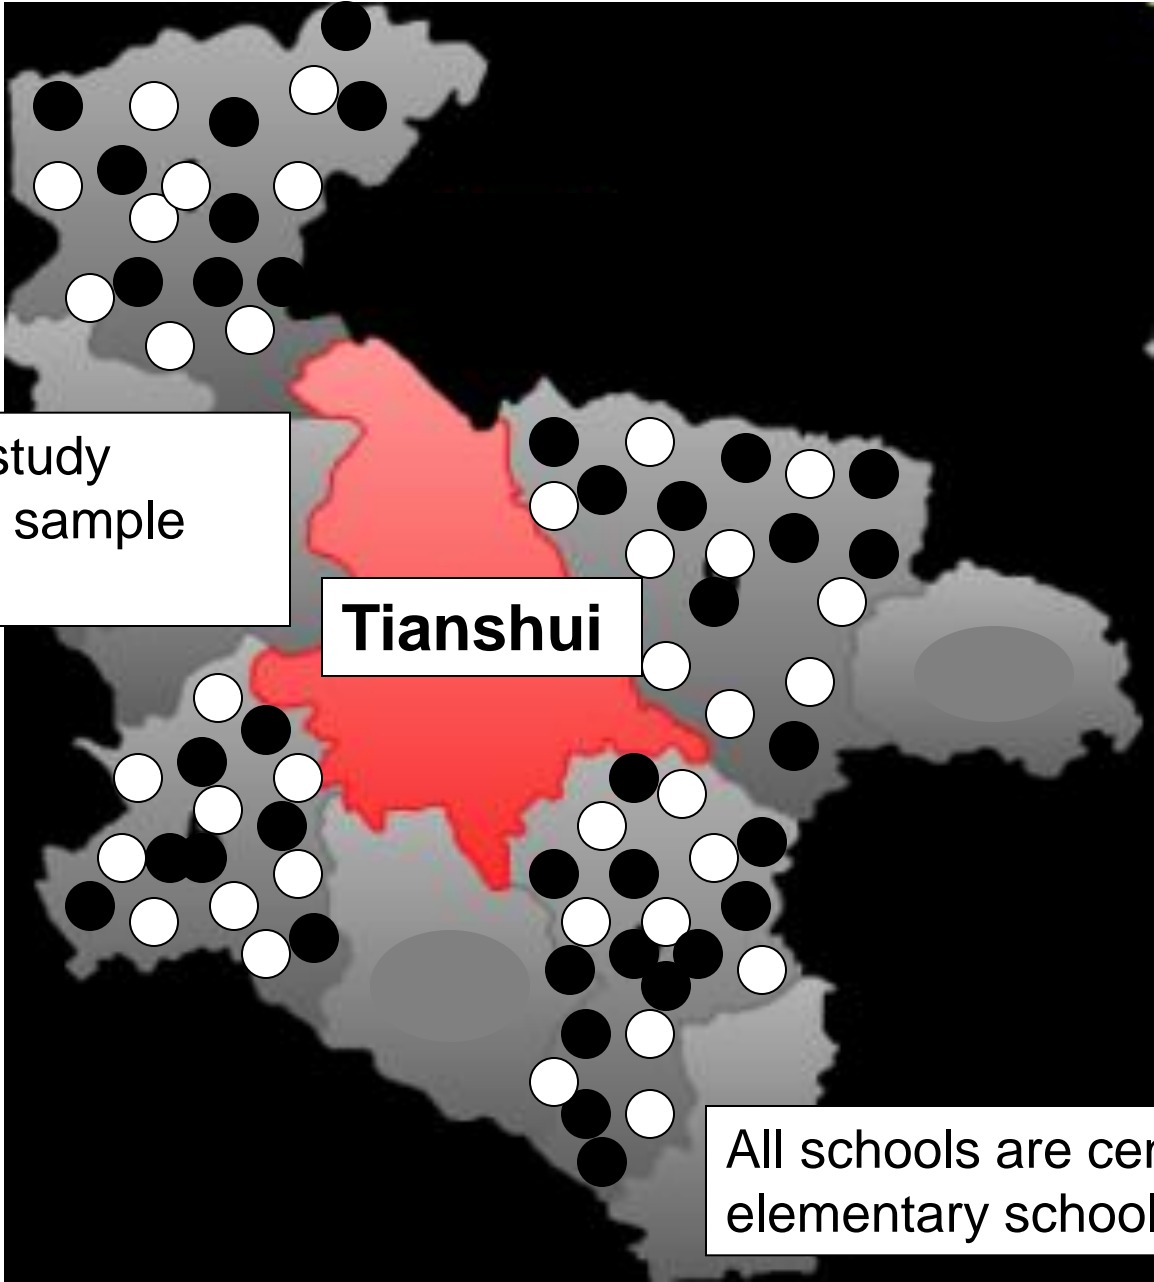 study
sample
Tianshui
All schools are cer
elementary school